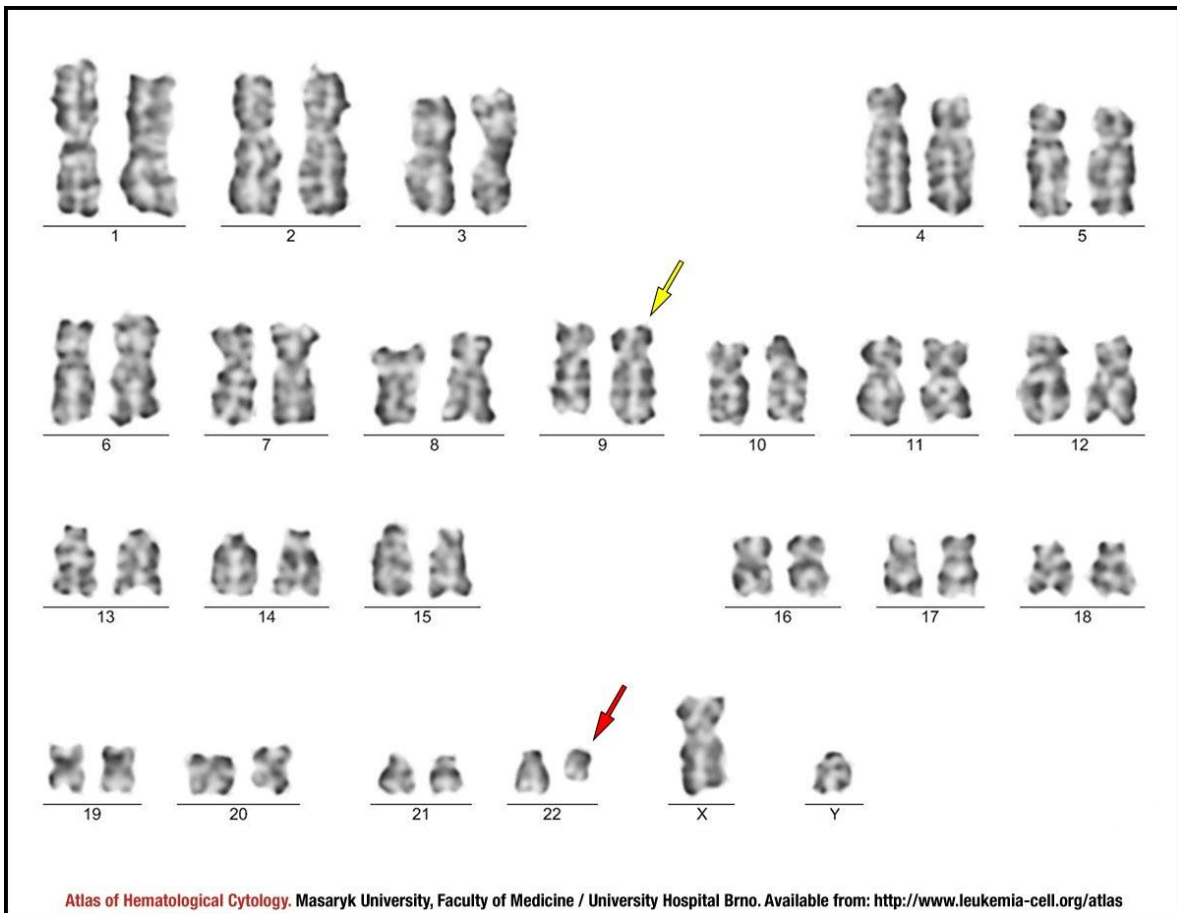 1 2 3 4 5
6 7 8 9 10 11 12
13 14 15 16 17 18
19 20 21 22 X Y
Atlas of Hematological Cytology. Masaryk University, Faculty of Medicine / University Hospital Brno. Available from: http://www.leukemia-cell.org/atlas